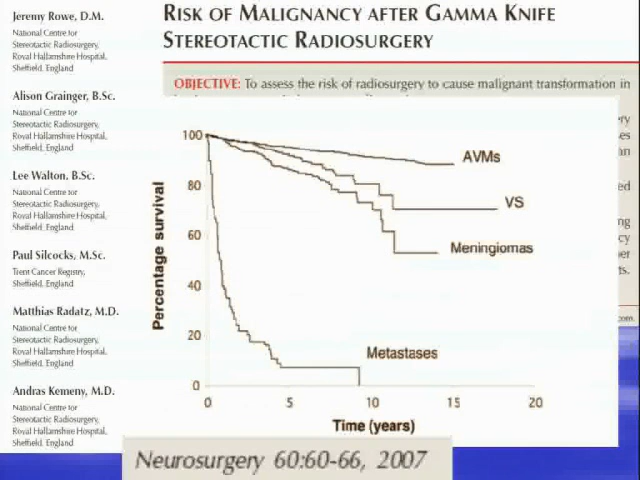 Jeremy Rowe, D.M.
National Centre for
Stereotactic Radiosurgery,
Royal Hallamshire Hospital,
Sheffield, England
Alison Grainger, B.Sc.
National Centre for
Stereotactic Radiosurgery,
Royal Hallamshire Hospital,
Sheffield, England
Lee Walton, B.Sc.
National Centre for
Stereotactic Radiosurgery,
Royal Hallamshire Hospital,
Sheffield, England
Paul Silcocks, M.Sc.
Trent Cancer Registry,
Sheffield, England
Matthias Radatz, M.D.
National Centre for
Stereotactic Radiosurgery,
Royal Hallamshire Hospital,
Sheffield, England
Andras Kemeny, M.D.
National Centre for
Stereotactic Radiosurgery,
Royal Hallamshire Hospital,
Sheffield, England
RISK OF MALIGNANCY AFTER GAMMA KNIFE
STEREOTACTIC RADIOSURGERY
OBJECTIVE: To assess the risk of radiosurgery to cause malignant transformation in
Percentage survival
100
80
60
40
20
0
AVMs
VS
Meningiomas
Metastases
0 5 10 15 20
Time (years)
Neurosurgery 60:60-66, 2007